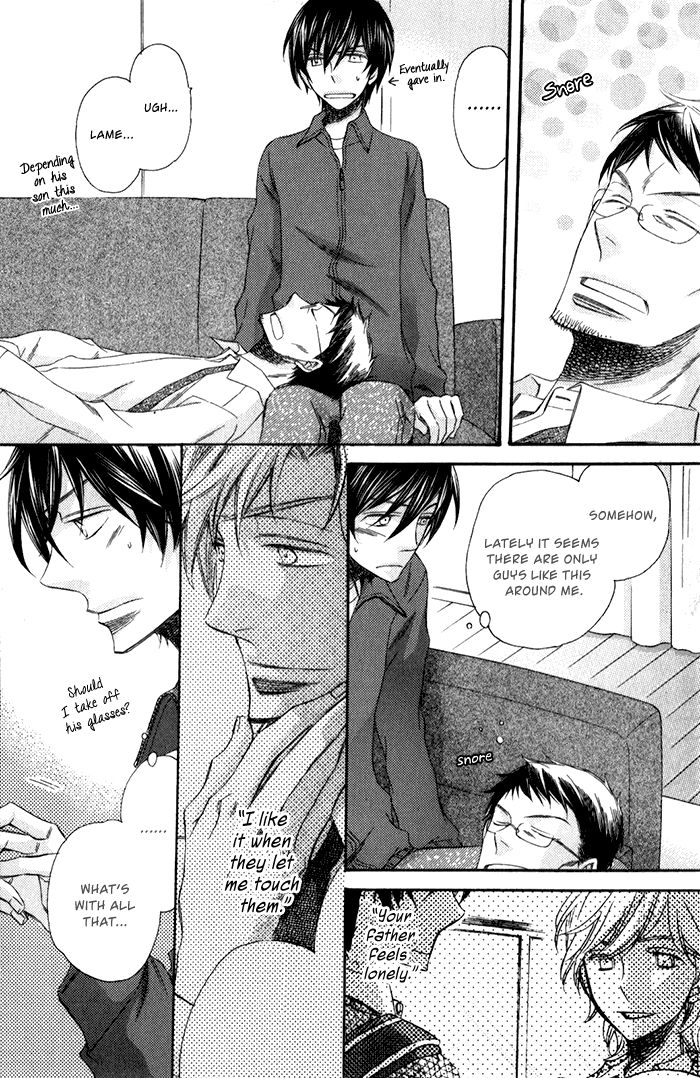 Snore
......
Eventually
gave in.
UGH...
LAME...
Depending
on his
son this
much...
SOMEHOW,
LATELY IT SEEMS
THERE ARE ONLY
GUYS LIKE THIS
AROUND ME.
snore
"Your
father
feels
lonely."
"I like
it when
they let
me touch
them."
Should
I take off
his glasses?
......
WHAT'S
WITH ALL
THAT...